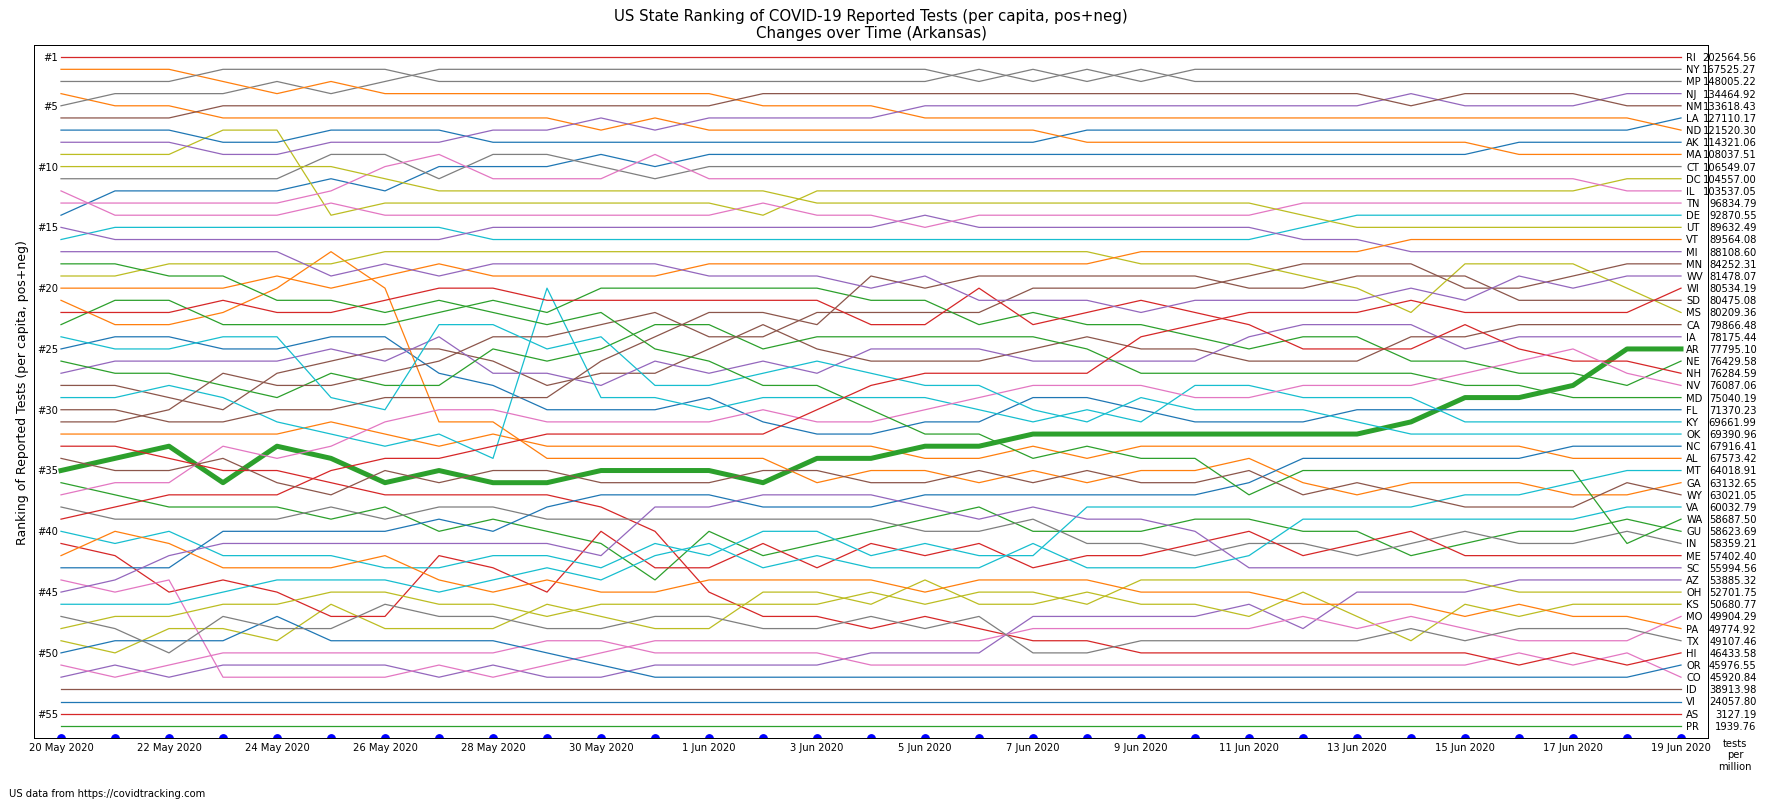 US State Ranking of COVID-19 Reported Tests (per capita, pos+neg)
Changes over Time (Arkansas)
Ranking of Reported Tests (per capita, pos+neg)
#1
#5
#10
#15
#20
#25
#30
#35
#40
#45
#50
#55
RI 202564.56
NY 167525.27
MP 148005.22
NJ 134464.92
NM 133618.43
LA 127110.17
ND 121520.30
AK 114321.06
MA 108037.51
CT 106549.07
DC 104557.00
IL 103537.05
TN 96834.79
DE 92870.55
UT 89632.49
VT 89564.08
MI 88108.60
MN 84252.31
WV 81478.07
WI 80534.19
SD 80475.08
MS 80209.36
CA 79866.48
IA 78175.44
AR 77795.10
NE 76429.58
NH 76284.59
NV 76087.06
MD 75040.19
FL 71370.23
KY 69661.99
OK 69390.96
NC 67916.41
AL 67573.42
MT 64018.91
GA 63132.65
WY 63021.05
VA 60032.79
WA 58687.50
GU 58623.69
IN 58359.21
ME 57402.40
SC 55994.56
AZ 53885.32
OH 52701.75
KS 50680.77
MO 49904.29
PA 49774.92
TX 49107.46
HI 46433.58
OR 45976.55
CO 45920.84
ID 38913.98
VI 24057.80
AS 3127.19
PR 1939.76
20 May 2020 22 May 2020 24 May 2020 26 May 2020 28 May 2020 30 May 2020 1 Jun 2020 3 Jun 2020 5 Jun 2020 7 Jun 2020 9 Jun 2020 11 Jun 2020 13 Jun 2020 15 Jun 2020 17 Jun 2020 19 Jun 2020
tests
per
million
US data from https://covidtracking.com